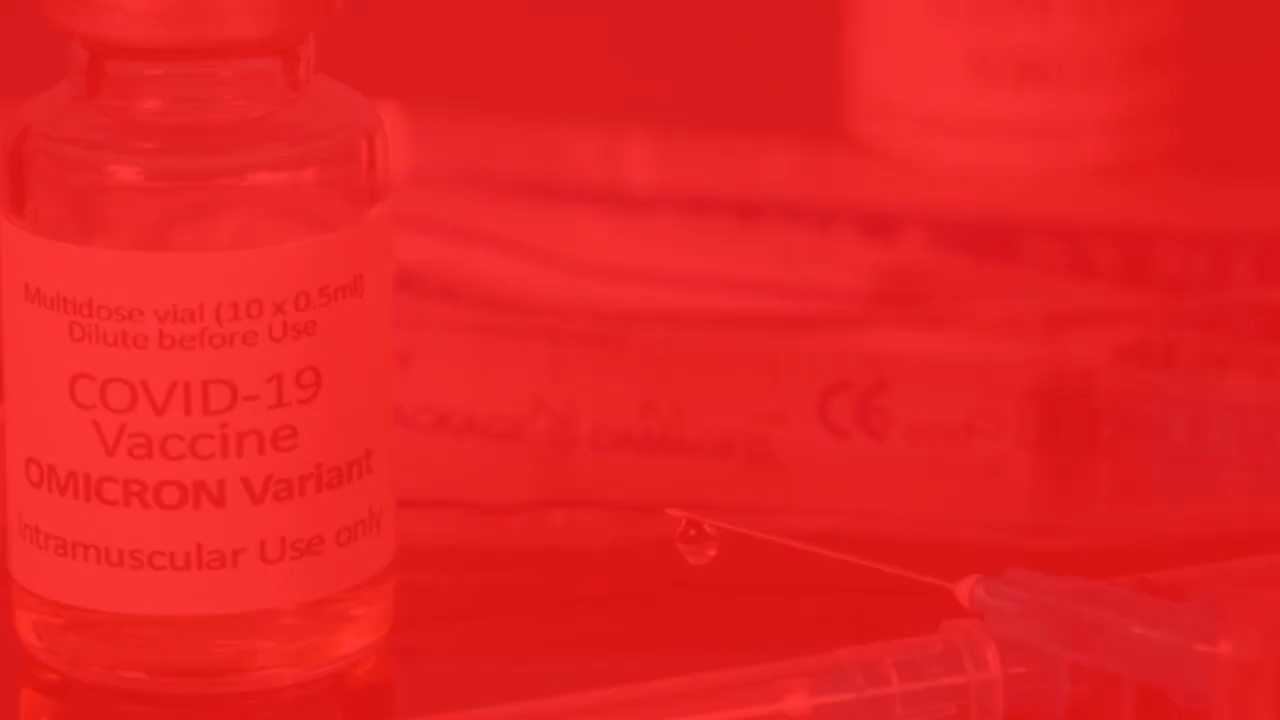 Multidose vial (10 x 0.5ml)
Dilute before Use
COVID-19
Vaccine
OMICRON Variant
Intramuscular Use only
CE